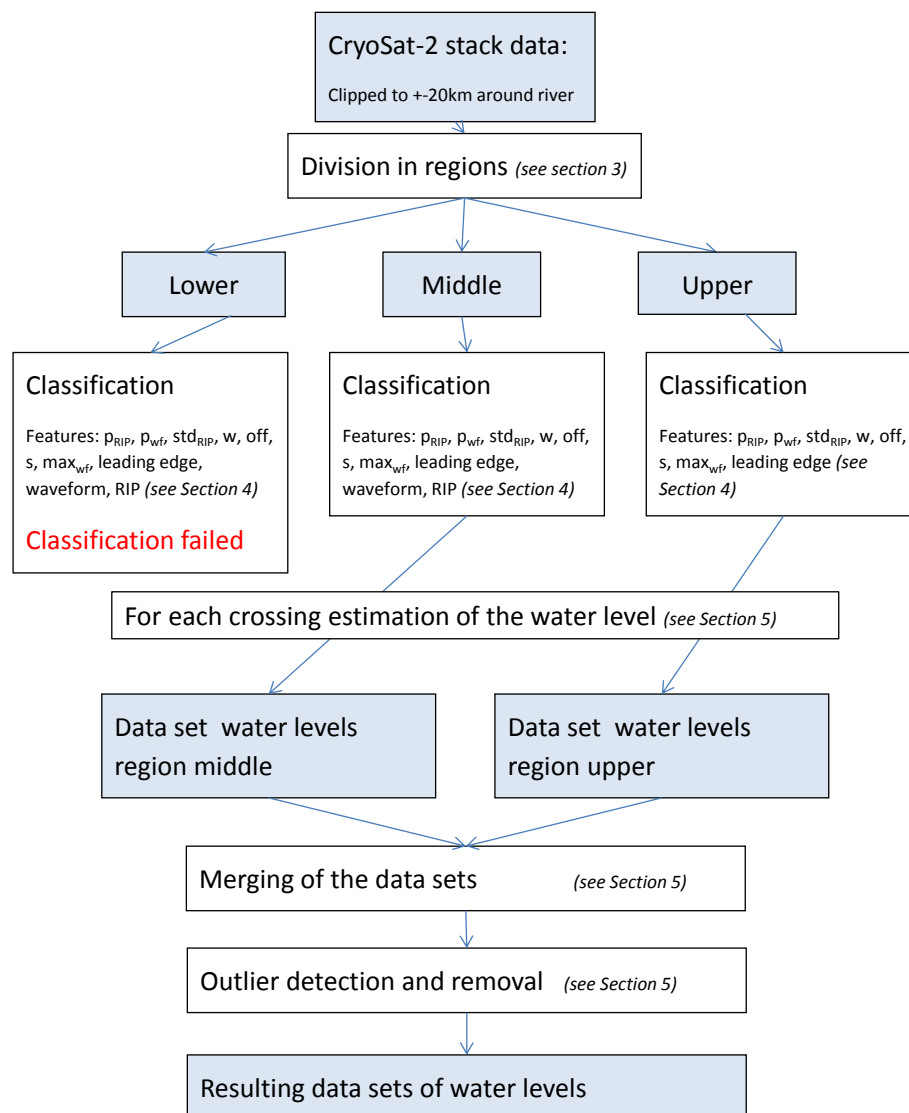 CryoSat-2 stack data:
Clipped to +-20km around river
Division in regions (see section 3)
Lower
Middle
Upper
Classification
Features: pRIP, pwf, stdRIP, w, off,
s, maxwf, leading edge,
waveform, RIP (see Section 4)
Classification failed
Classification
Features: pRIP, pwf, stdRIP, w, off,
s, maxwf, leading edge,
waveform, RIP (see Section 4)
Classification
Features: pRIP, pwf, stdRIP, w, off,
s, maxwf, leading edge (see
Section 4)
For each crossing estimation of the water level (see Section 5)
Data set water levels
region middle
Data set water levels
region upper
Merging of the data sets (see Section 5)
Outlier detection and removal (see Section 5)
Resulting data sets of water levels